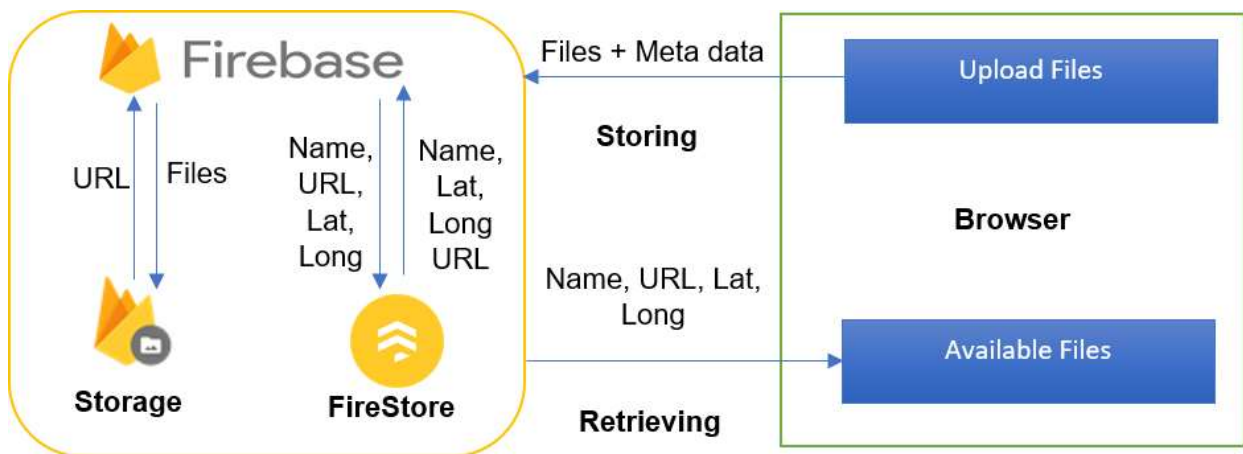 Firebase
URL
Files
Name,
URL,
Lat,
Long
Name,
Lat,
Long
URL
Storage
FireStore
Files + Meta data
Storing
Name, URL, Lat,
Long
Retrieving
Upload Files
Browser
Available Files